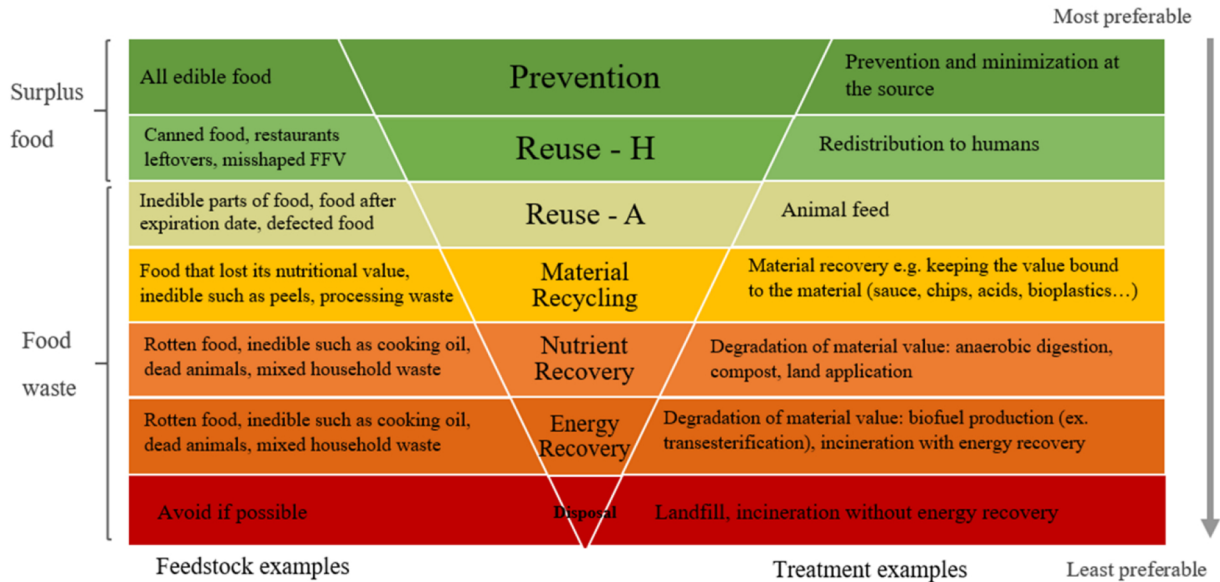 Most preferable
Surplus
food
All edible food
Prevention
Prevention and minimization at
the source
Canned food, restaurants
leftovers, misshaped FFV
Reuse - H
Redistribution to humans
Food
waste
Inedible parts of food, food after
expiration date, defected food
Reuse - A
Animal feed
Food that lost its nutritional value,
inedible such as peels, processing waste
Material
Recycling
Material recovery e.g. keeping the value bound
to the material (sauce, chips, acids, bioplastics…)
Rotten food, inedible such as cooking oil,
dead animals, mixed household waste
Nutrient
Recovery
Degradation of material value: anaerobic digestion,
compost, land application
Rotten food, inedible such as cooking oil,
dead animals, mixed household waste
Energy
Recovery
Degradation of material value: biofuel production (ex.
transesterification), incineration with energy recovery
Avoid if possible
Disposal
Landfill, incineration without energy recovery
Feedstock examples
Treatment examples
Least preferable